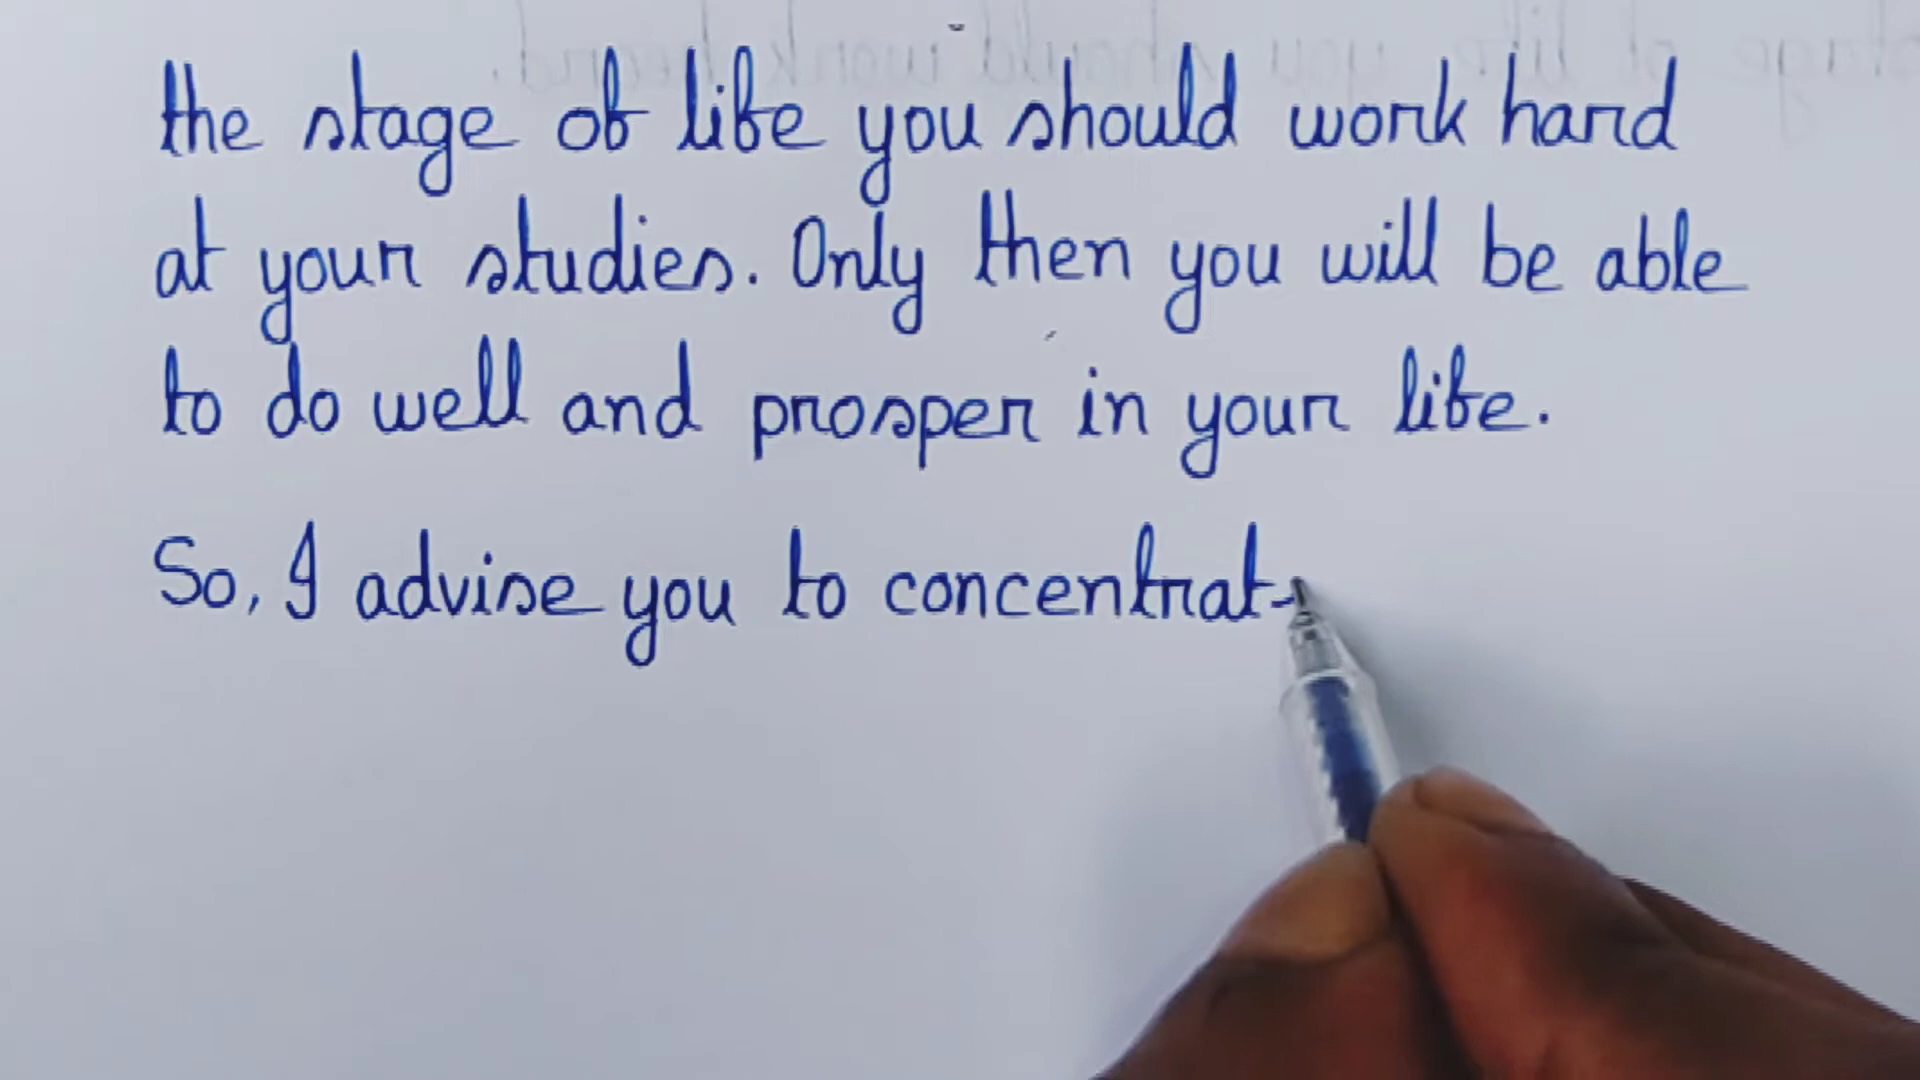 the stage of life you should work hard
at your studies. Only then you will be able
to do well and prosper in your life.
So, I advise you to concentrat